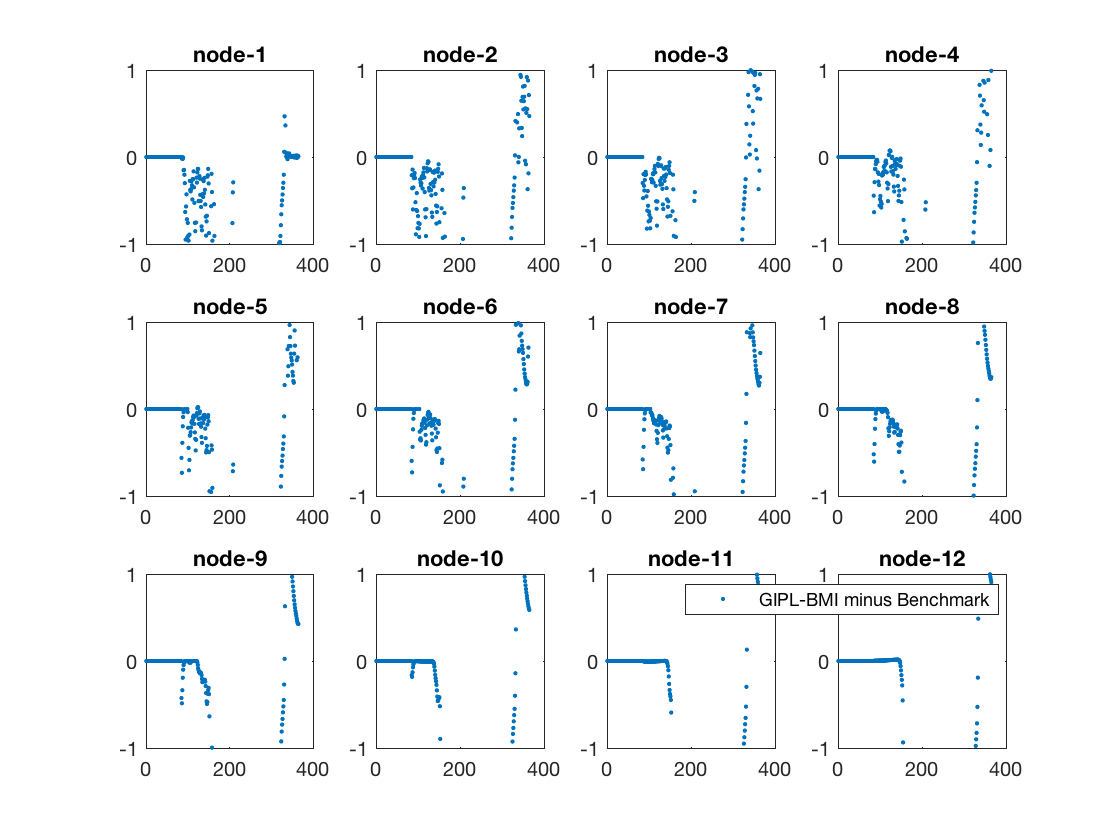 node-1 node-2 node-3 node-4
1 1 1 1
0 0 0 0
-1 -1 -1 -1
0 200 400 0 200 400 0 200 400 0 200 400
node-5 node-6 node-7 node-8
1 1 1 1
0 0 0 0
-1 -1 -1 -1
0 200 400 0 200 400 0 200 400 0 200 400
node-9 node-10 node-11 node-12
1 1 1 1
GIPL-BMI minus Benchmark
0 0 0 0
-1 -1 -1 -1
0 200 400 0 200 400 0 200 400 0 200 400